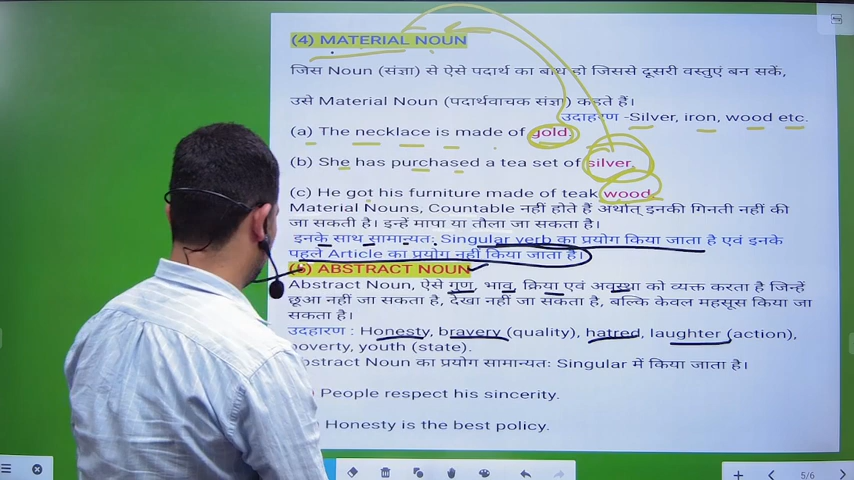 (4) MATERIAL NOUN
जिस Noun (संज्ञा) से ऐसे पदार्थ का बोध हो जिससे दूसरी वस्तुएं बन सकें,
उसे Material Noun (पदार्थवाचक संज्ञा) कहते हैं।
उदाहरण -Silver, iron, wood etc.
(a) The necklace is made of gold.
(b) She has purchased a tea set of silver.
(c) He got his furniture made of teak wood.
Material Nouns, Countable नहीं होते हैं अर्थात् इनकी गिनती नहीं की
जा सकती है। इन्हें मापा या तौला जा सकता है।
इनके साथ सामान्यतः Singular verb का प्रयोग किया जाता है एवं इनके
पहले Article का प्रयोग नहीं किया जाता है।
(5) ABSTRACT NOUN
Abstract Noun, ऐसे गुण, भाव, क्रिया एवं अवस्था को व्यक्त करता है जिन्हें
छूआ नहीं जा सकता है, देखा नहीं जा सकता है, बल्कि केवल महसूस किया जा
सकता है।
उदहारण : Honesty, bravery (quality), hatred, laughter (action),
poverty, youth (state).
Abstract Noun का प्रयोग सामान्यतः Singular में किया जाता है।
People respect his sincerity.
Honesty is the best policy.
5/6